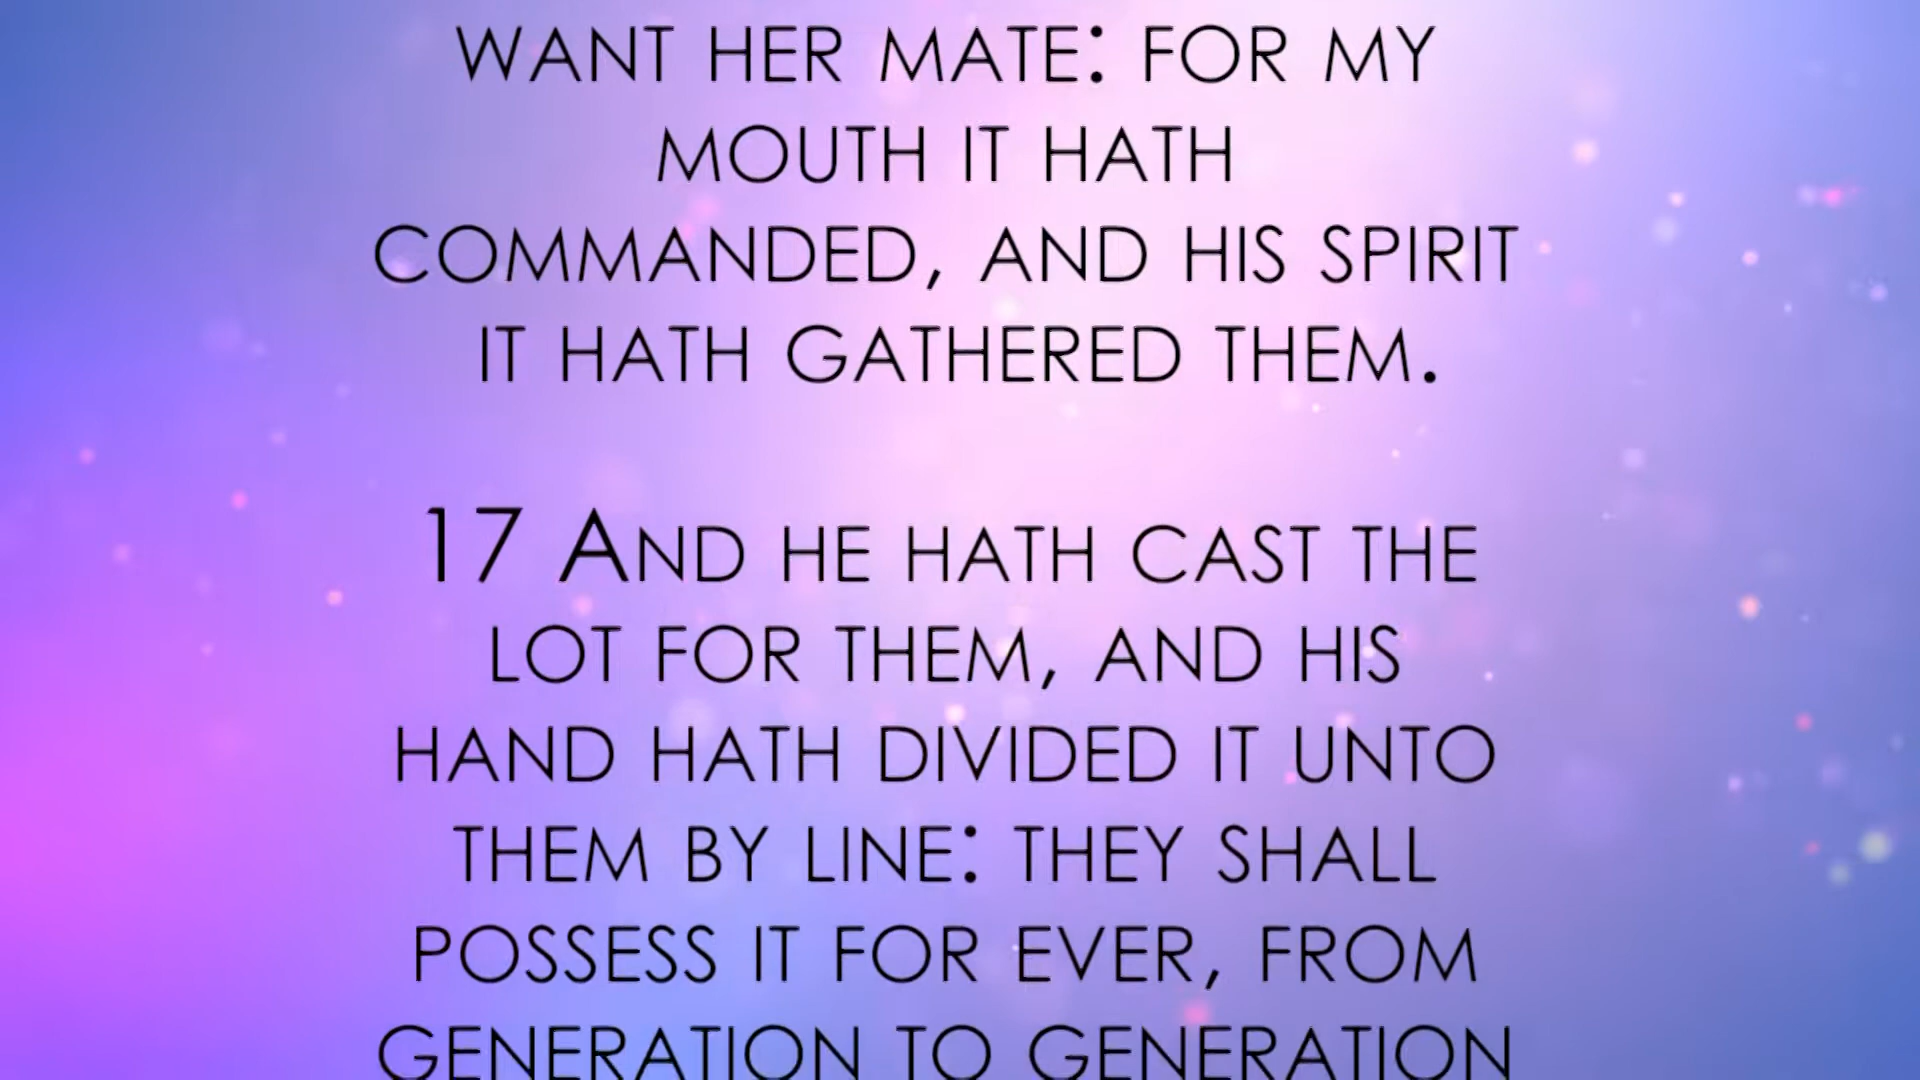 WANT HER MATE: FOR MY
MOUTH IT HATH
COMMANDED, AND HIS SPIRIT
IT HATH GATHERED THEM.
17 AND HE HATH CAST THE
LOT FOR THEM, AND HIS
HAND HATH DIVIDED IT UNTO
THEM BY LINE: THEY SHALL
POSSESS IT FOR EVER, FROM
GENERATION TO GENERATION